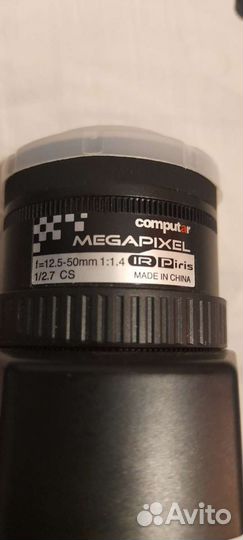 computar
MEGAPIXEL
f=12.5-50mm 1:1.4 IR Piris
1/2.7 CS MADE IN CHINA
Avito